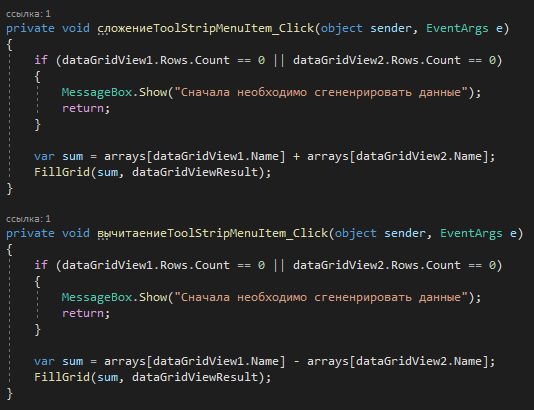 ссылка: 1
private void сложениеToolStripMenuItem_Click(object sender, EventArgs e)
{
if (dataGridView1.Rows.Count == 0 || dataGridView2.Rows.Count == 0)
{
MessageBox.Show("Сначала необходимо сгененрировать данные");
return;
}
var sum = arrays[dataGridView1.Name] + arrays[dataGridView2.Name];
FillGrid(sum, dataGridViewResult);
}
ссылка: 1
private void вычитаениеToolStripMenuItem_Click(object sender, EventArgs e)
{
if (dataGridView1.Rows.Count == 0 || dataGridView2.Rows.Count == 0)
{
MessageBox.Show("Сначала необходимо сгененрировать данные");
return;
}
var sum = arrays[dataGridView1.Name] - arrays[dataGridView2.Name];
FillGrid(sum, dataGridViewResult);
}